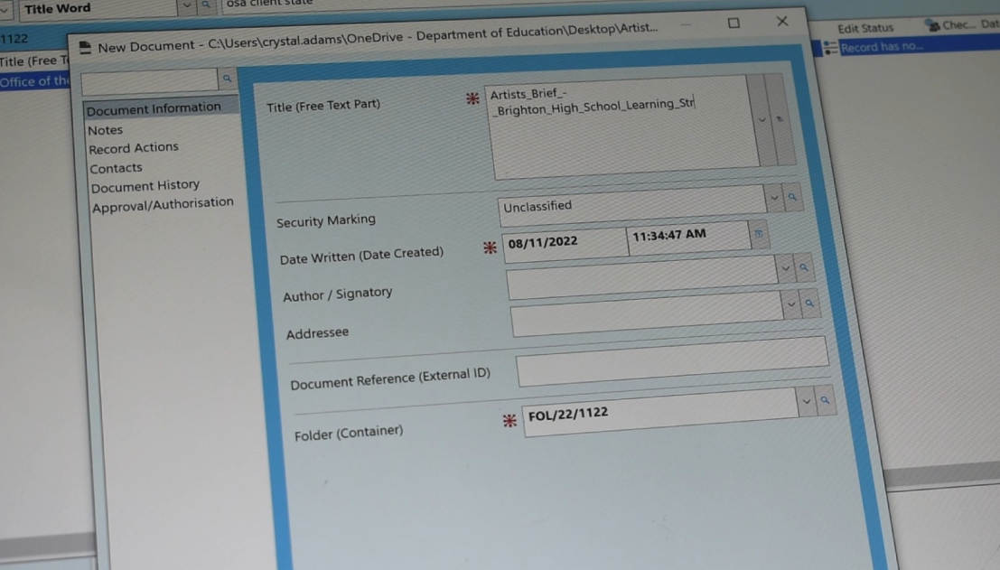 Title Word
osa client state
1122
Title (Free T
Office of the
Edit Status
Chec... Dat
Record has no...
New Document - C:\Users\crystal.adams\OneDrive - Department of Education\Desktop\Artist...
Document Information
Notes
Record Actions
Contacts
Document History
Approval/Authorisation
Title (Free Text Part)
Artists_Brief_-
_Brighton_High_School_Learning_Str
Security Marking
Unclassified
Date Written (Date Created)
08/11/2022
11:34:47 AM
Author / Signatory
Addressee
Document Reference (External ID)
Folder (Container)
FOL/22/1122